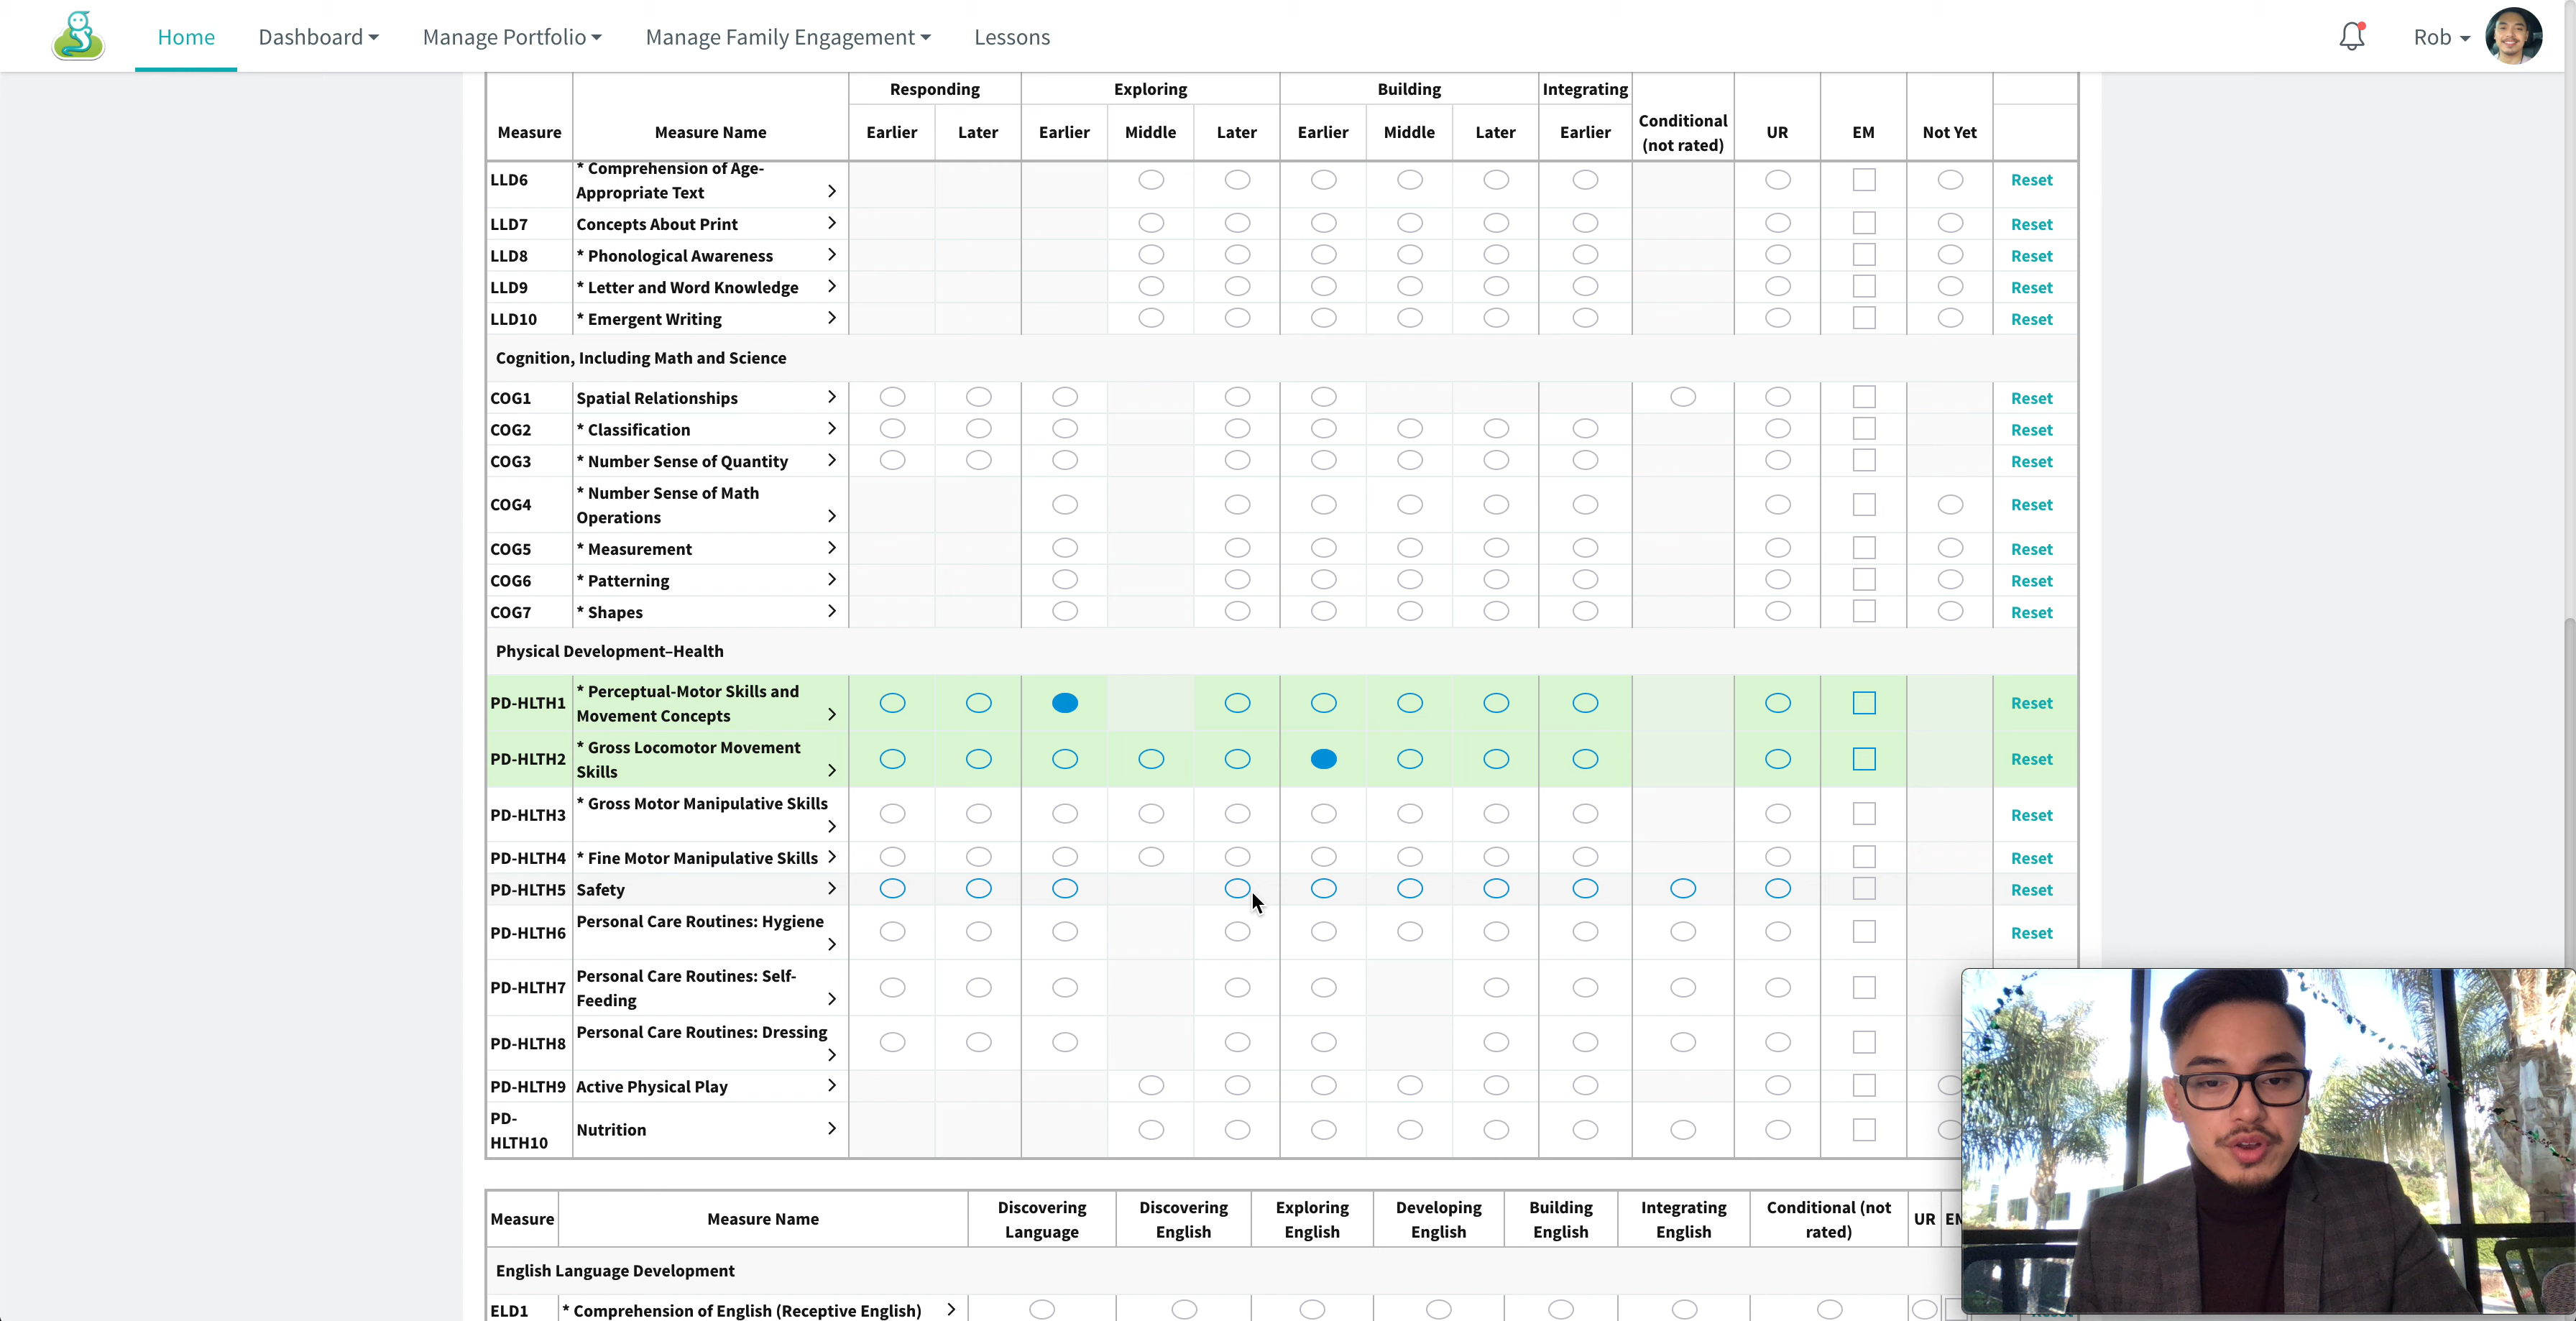 Home Dashboard Manage Portfolio Manage Family Engagement Lessons Rob
Responding Exploring Building Integrating
Measure Measure Name Earlier Later Earlier Middle Later Earlier Middle Later Earlier Conditional (not rated) UR EM Not Yet
LLD6 * Comprehension of Age-
Appropriate Text Reset
LLD7 Concepts About Print Reset
LLD8 * Phonological Awareness Reset
LLD9 * Letter and Word Knowledge Reset
LLD10 * Emergent Writing Reset
Cognition, Including Math and Science
COG1 Spatial Relationships Reset
COG2 * Classification Reset
COG3 * Number Sense of Quantity Reset
COG4 * Number Sense of Math
Operations Reset
COG5 * Measurement Reset
COG6 * Patterning Reset
COG7 * Shapes Reset
Physical Development–Health
PD-HLTH1 * Perceptual-Motor Skills and
Movement Concepts Reset
PD-HLTH2 * Gross Locomotor Movement
Skills Reset
PD-HLTH3 * Gross Motor Manipulative Skills Reset
PD-HLTH4 * Fine Motor Manipulative Skills Reset
PD-HLTH5 Safety Reset
PD-HLTH6 Personal Care Routines: Hygiene Reset
PD-HLTH7 Personal Care Routines: Self-
Feeding
PD-HLTH8 Personal Care Routines: Dressing
PD-HLTH9 Active Physical Play
PD-
HLTH10 Nutrition
Measure Measure Name Discovering Language Discovering English Exploring English Developing English Building English Integrating English Conditional (not rated) UR
English Language Development
ELD1 * Comprehension of English (Receptive English)